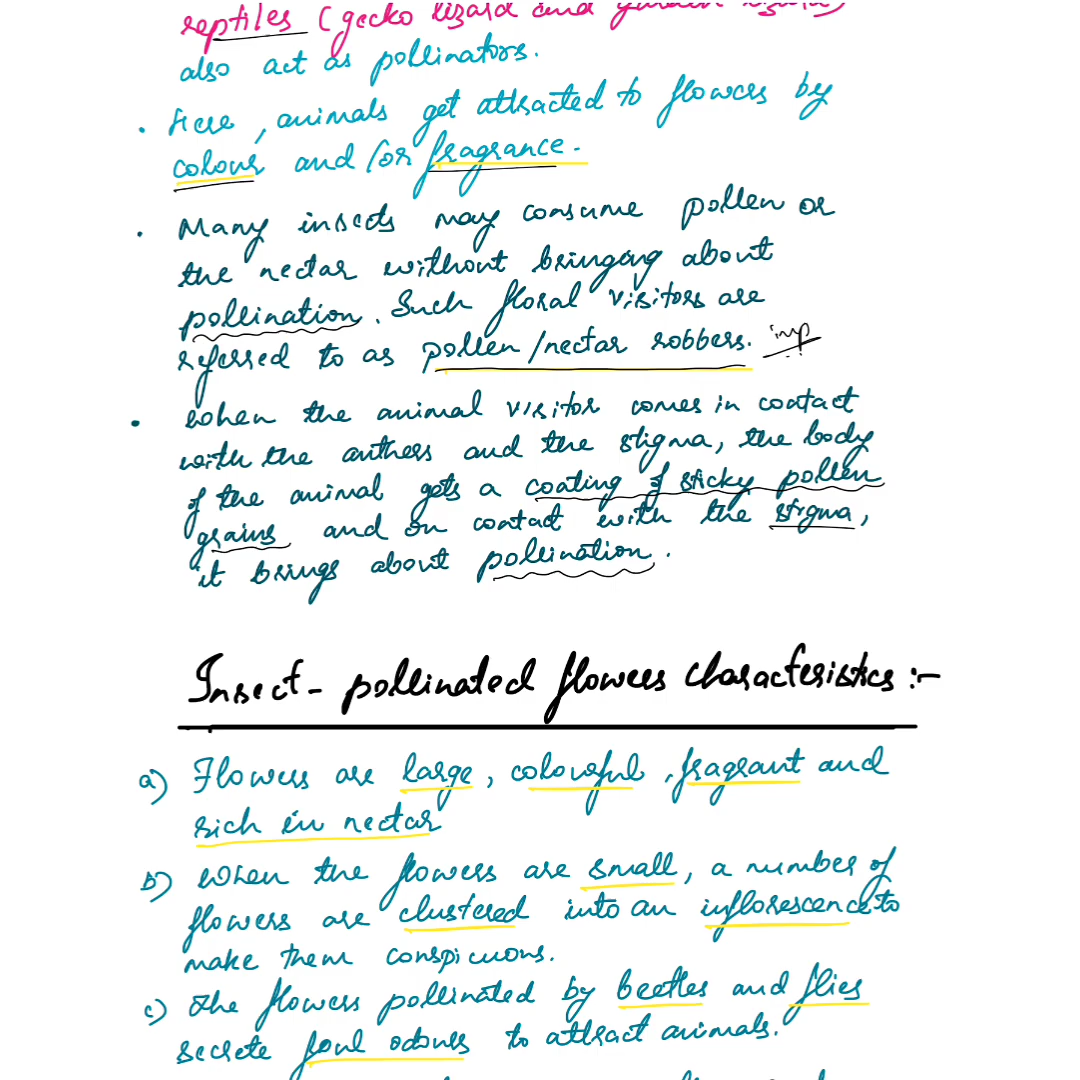 reptiles (gecko lizard and garden lizard)
also act as pollinators.
• Here, animals get attracted to flowers by
colour and/or fragrance.
• Many insects may consume pollen or
the nectar without bringing about
pollination. Such floral visitors are
referred to as pollen/nectar robbers. imp
• When the animal visitor comes in contact
with the anthers and the stigma, the body
of the animal gets a coating of sticky pollen
grains and on contact with the stigma,
it brings about pollination.
Insect-pollinated flowers characteristics :-
a) Flowers are large, colourful, fragrant and
rich in nectar
b) When the flowers are small, a number of
flowers are clustered into an inflorescence to
make them conspicuous.
c) The flowers pollinated by beetles and flies
secrete foul odours to attract animals.